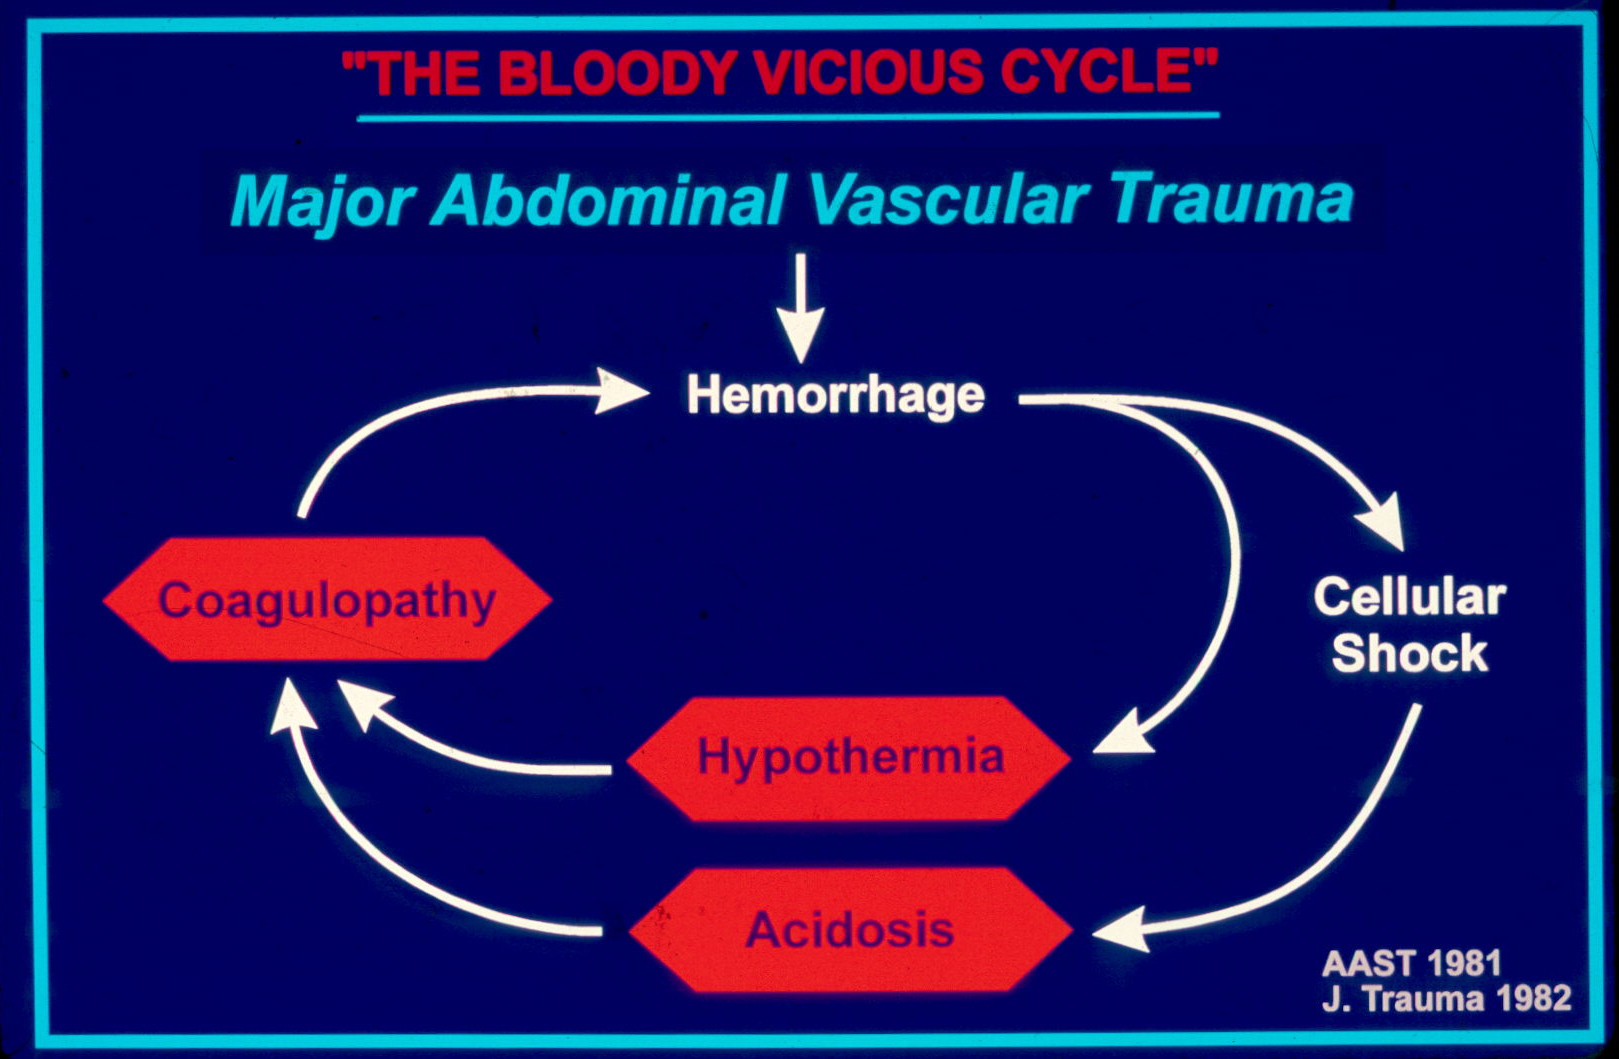 "THE BLOODY VICIOUS CYCLE"
Major Abdominal Vascular Trauma
Hemorrhage
Coagulopathy
Cellular
Shock
Hypothermia
Acidosis
AAST 1981
J. Trauma 1982